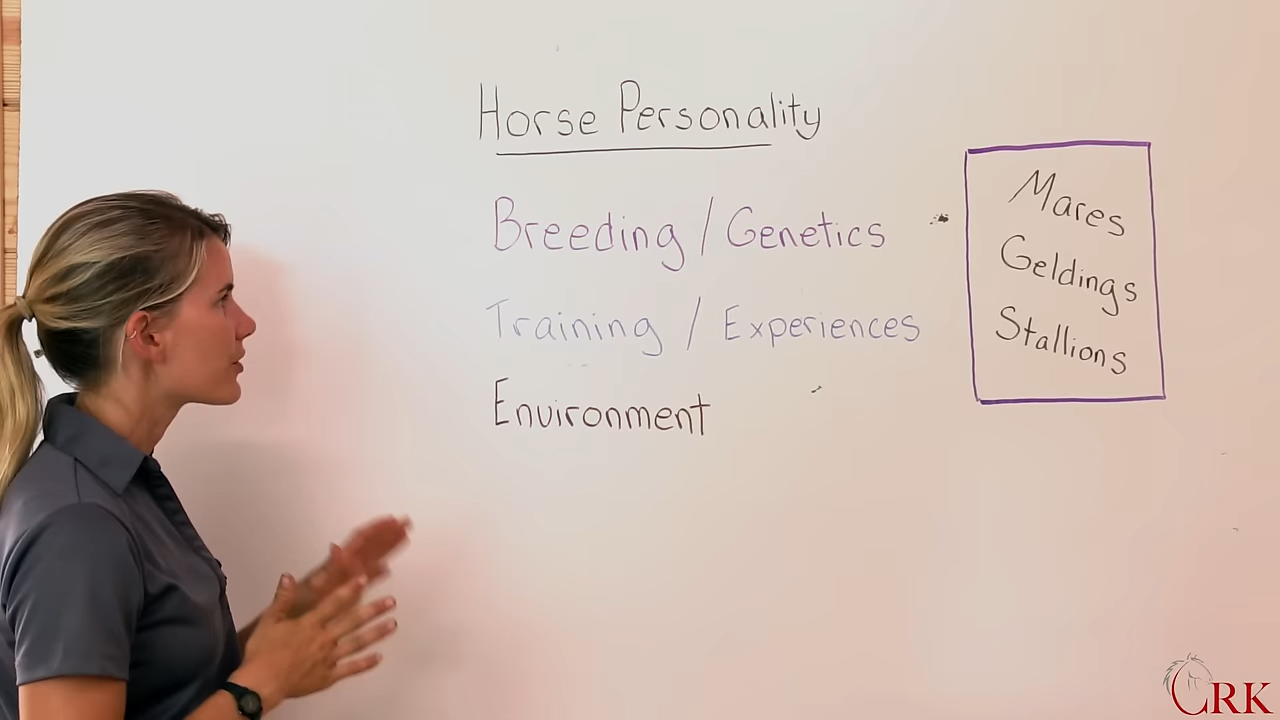 Horse Personality
Breeding / Genetics
Training / Experiences
Environment
Mares
Geldings
Stallions
CRK